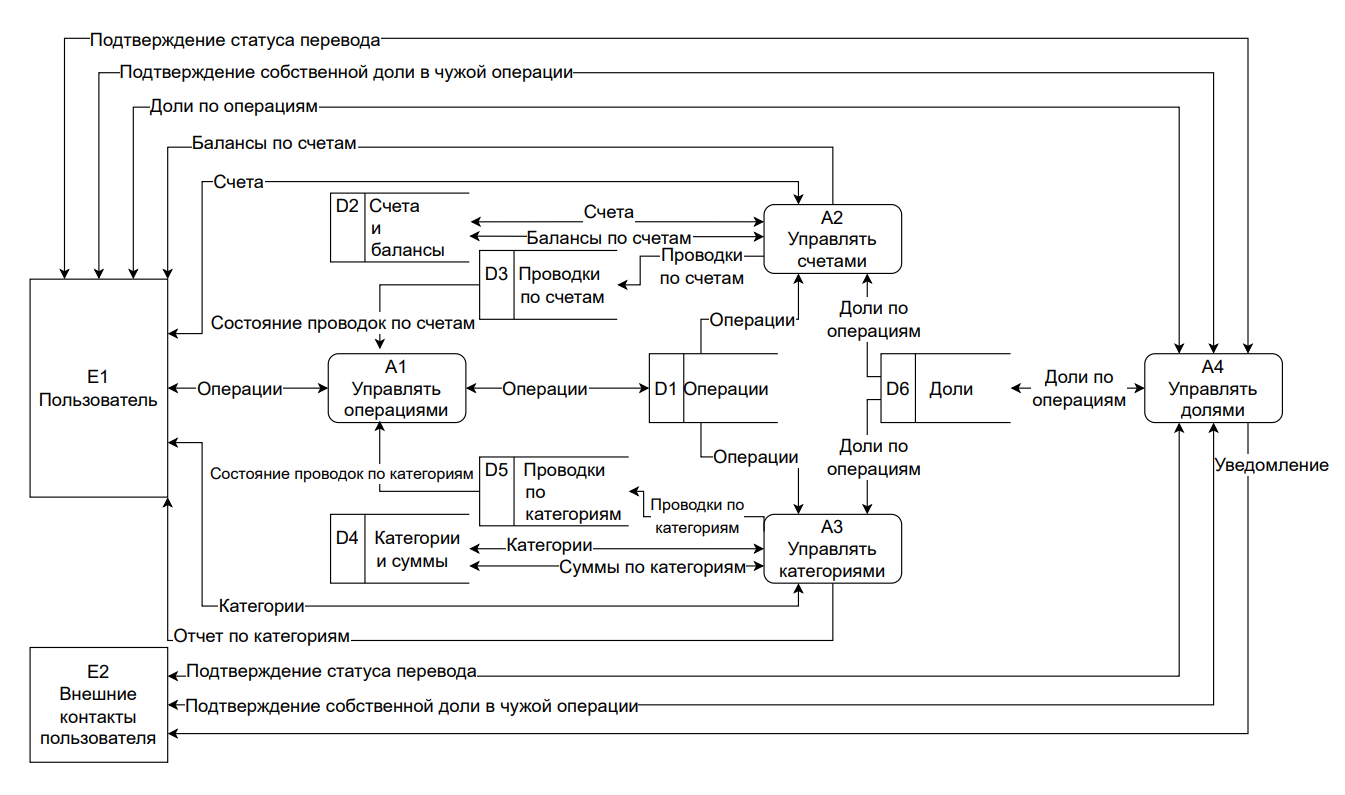 Подтверждение статуса перевода
Подтверждение собственной доли в чужой операции
Доли по операциям
Балансы по счетам
Счета
D2
Счета
и
балансы
Счета
Балансы по счетам
A2
Управлять
счетами
D3
Проводки
по счетам
Проводки
по счетам
Состояние проводок по счетам
Операции
Доли по
операциям
E1
Пользователь
Операции
A1
Управлять
операциями
Операции
D1
Операции
D6
Доли
Доли по
операциям
A4
Управлять
долями
Состояние проводок по категориям
D5
Проводки
по
категориям
Операции
Доли по
операциям
Уведомление
Проводки по
категориям
D4
Категории
и суммы
Категории
Суммы по категориям
A3
Управлять
категориями
Категории
Отчет по категориям
E2
Внешние
контакты
пользователя
Подтверждение статуса перевода
Подтверждение собственной доли в чужой операции